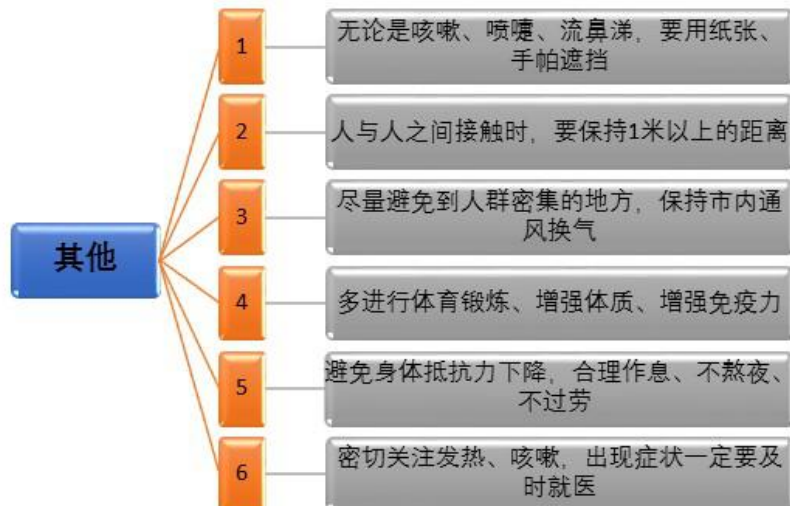 其他
1
无论是咳嗽、喷嚏、流鼻涕，要用纸张、
手帕遮挡
2
人与人之间接触时，要保持1米以上的距离
3
尽量避免到人群密集的地方，保持市内通
风换气
4
多进行体育锻炼、增强体质、增强免疫力
5
避免身体抵抗力下降，合理作息、不熬夜、
不过劳
6
密切关注发热、咳嗽，出现症状一定要及
时就医